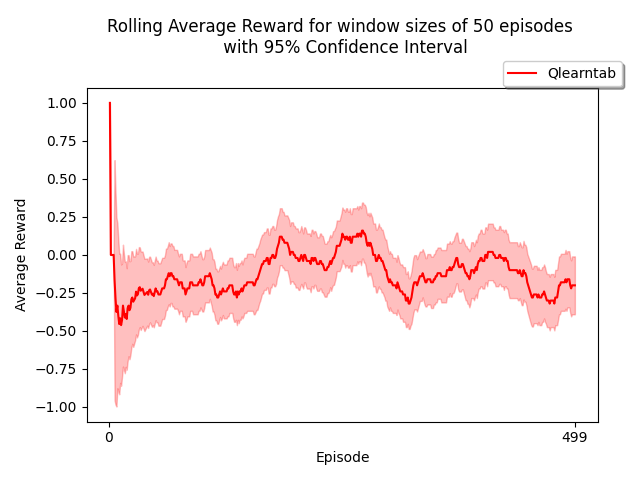 Rolling Average Reward for window sizes of 50 episodes
with 95% Confidence Interval
Qlearntab
1.00
0.75
0.50
0.25
0.00
−0.25
−0.50
−0.75
−1.00
Average Reward
0
499
Episode